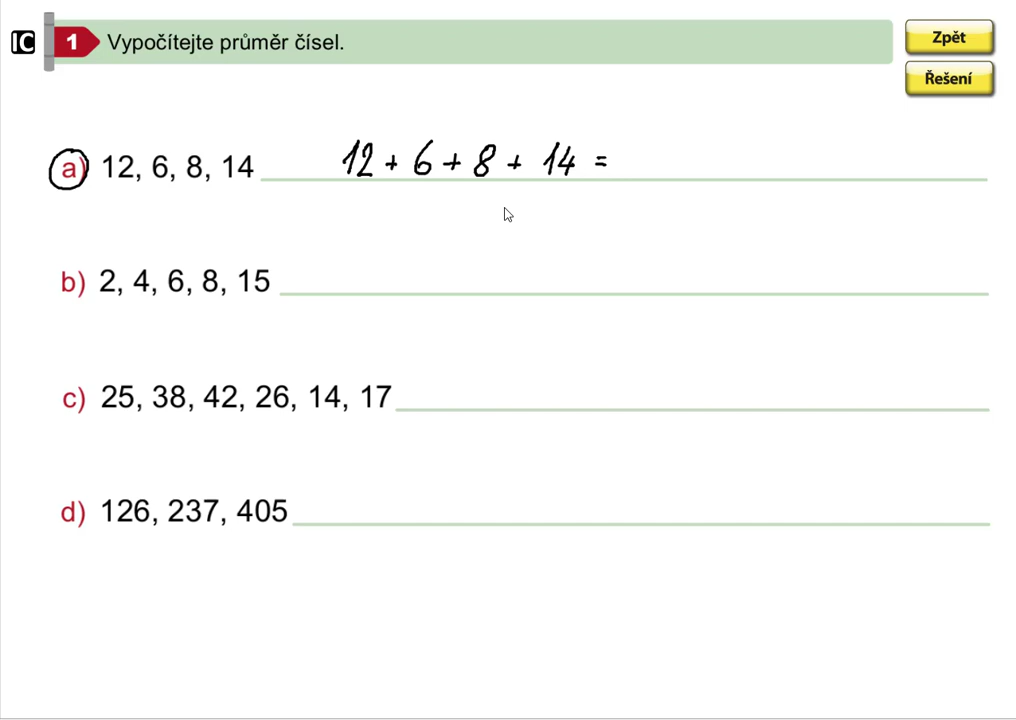 IC 1 Vypočítejte průměr čísel. Zpět
Řešení
a) 12, 6, 8, 14 12 + 6 + 8 + 14 =
b) 2, 4, 6, 8, 15
c) 25, 38, 42, 26, 14, 17
d) 126, 237, 405